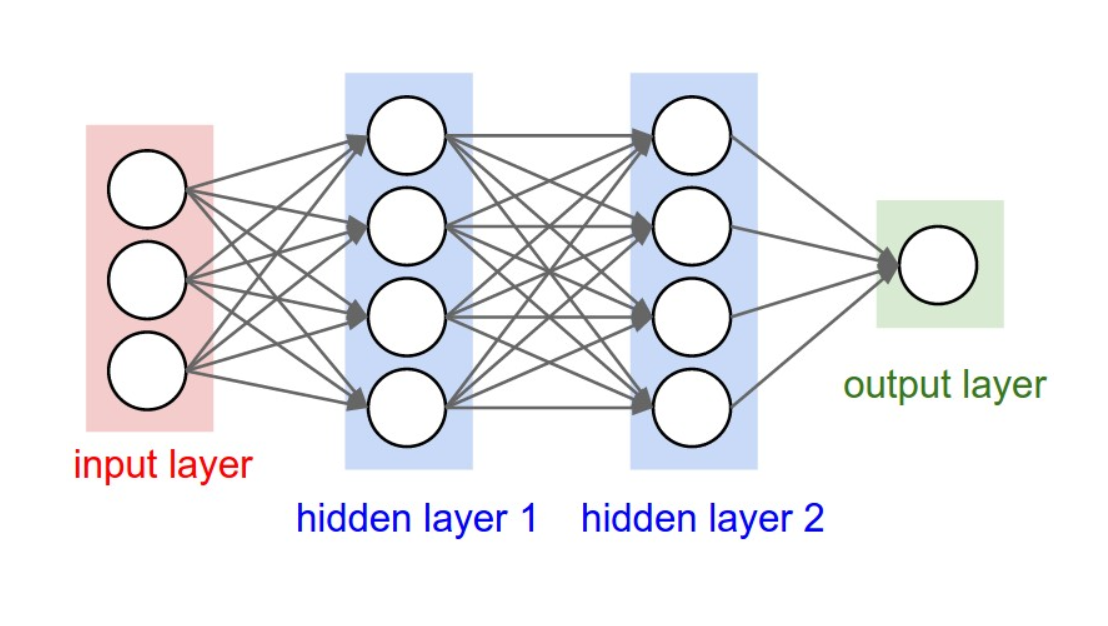 input layer
hidden layer 1
hidden layer 2
output layer